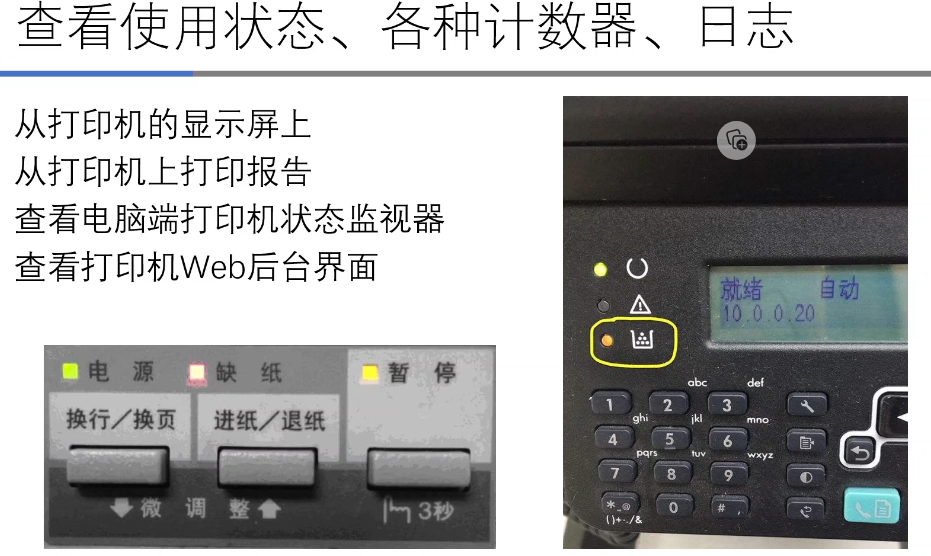 查看使用状态、各种计数器、日志
从打印机的显示屏上
从打印机上打印报告
查看电脑端打印机状态监视器
查看打印机Web后台界面
就绪 自动
10.0.0.20
abc def
1 2 3
ghi jkl mno
4 5 6
pqrs tuv wxyz
7 8 9
*_@ 0 # ,
()+-./&
电源 缺纸 暂停
换行/换页 进纸/退纸
微调整 3秒